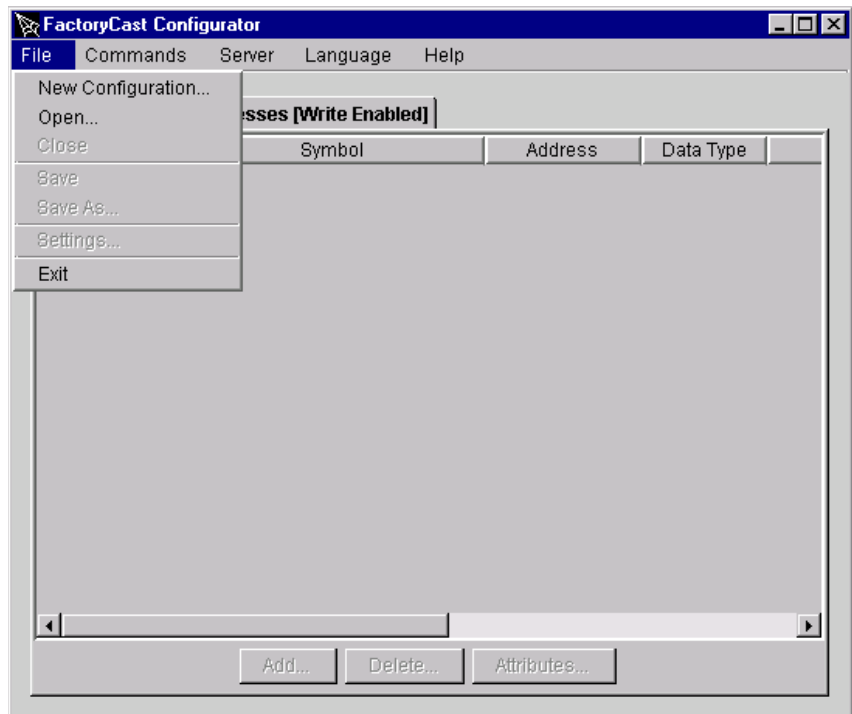 FactoryCast Configurator
File Commands Server Language Help
New Configuration...
Open...
Close
Save
Save As...
Settings...
Exit
[Write Enabled]
Symbol Address Data Type
Add... Delete... Attributes...